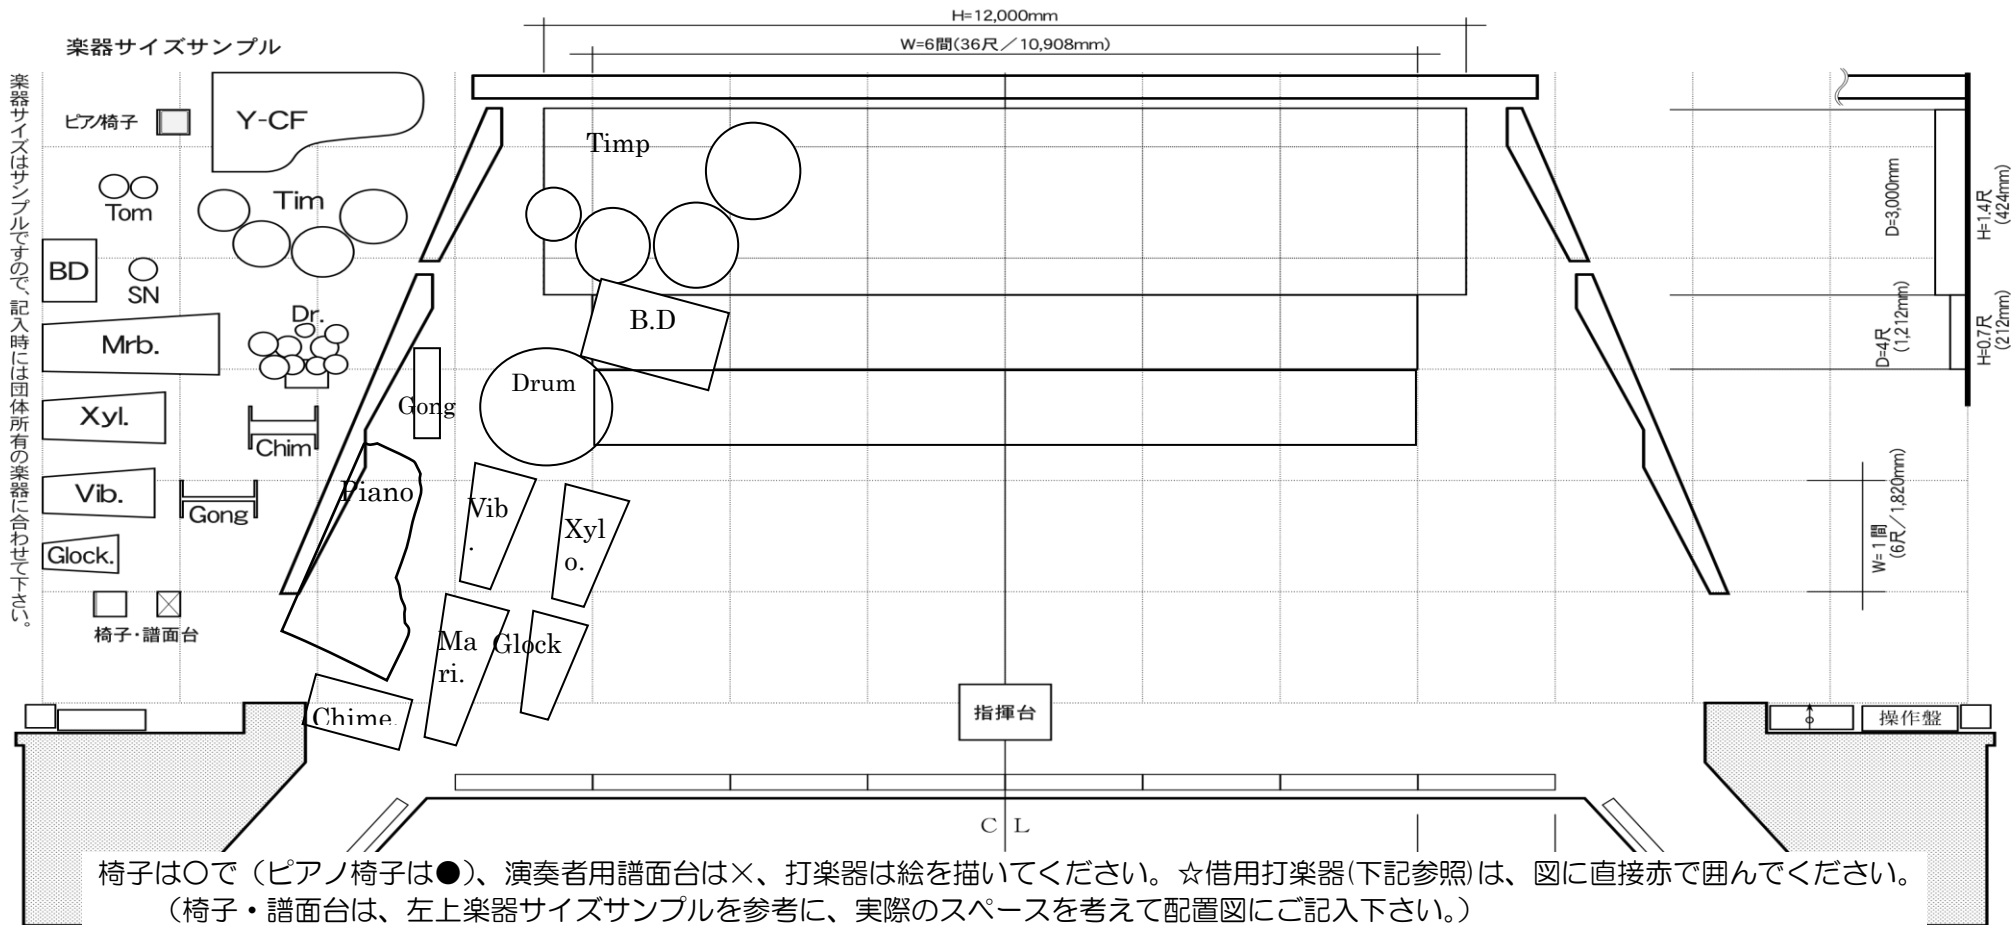 H=12,000mm
W=6間(36尺／10,908mm)
楽器サイズサンプル
楽器サイズはサンプルですので、記入時には団体所有の楽器に合わせて下さい。
ピアノ椅子
Y-CF
Tom
Tim
BD
SN
Dr.
Mrb.
Xyl.
Chim
Vib.
Gong
Glock.
椅子・譜面台
Timp
B.D
Drum
Gong
Piano
Vib
.
Xyl
o.
Ma
ri.
Glock
Chime.
指揮台
C L
D=3,000mm
H=1.4尺
(424mm)
D=4尺
(1,212mm)
H=0.7尺
(212mm)
W=1間
(6尺／1,820mm)
操作盤
椅子は〇で（ピアノ椅子は●）、演奏者用譜面台は×、打楽器は絵を描いてください。☆借用打楽器(下記参照)は、図に直接赤で囲んでください。
（椅子・譜面台は、左上楽器サイズサンプルを参考に、実際のスペースを考えて配置図にご記入下さい。）